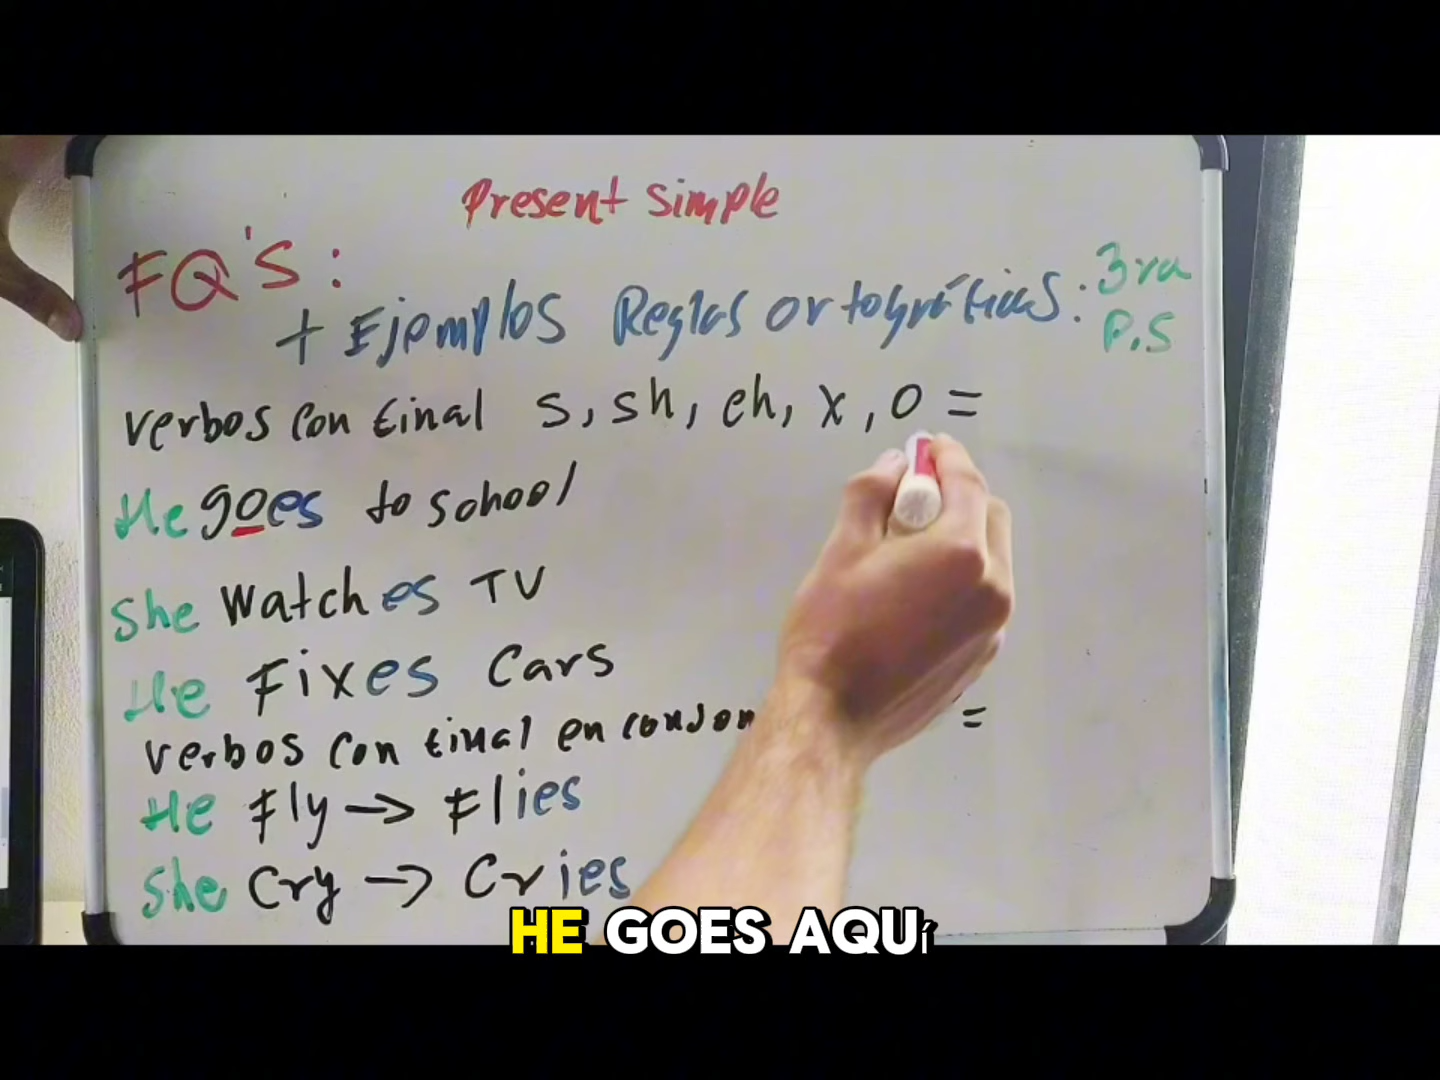 Present simple
FQ'S:
+ Ejemplos Reglas ortográficas: 3ra P.S
verbos con final s, sh, ch, x, o =
He goes to school
She watches TV
He Fixes Cars
verbos con final en =
He Fly → Flies
She Cry → Cries
HE GOES AQUÍ